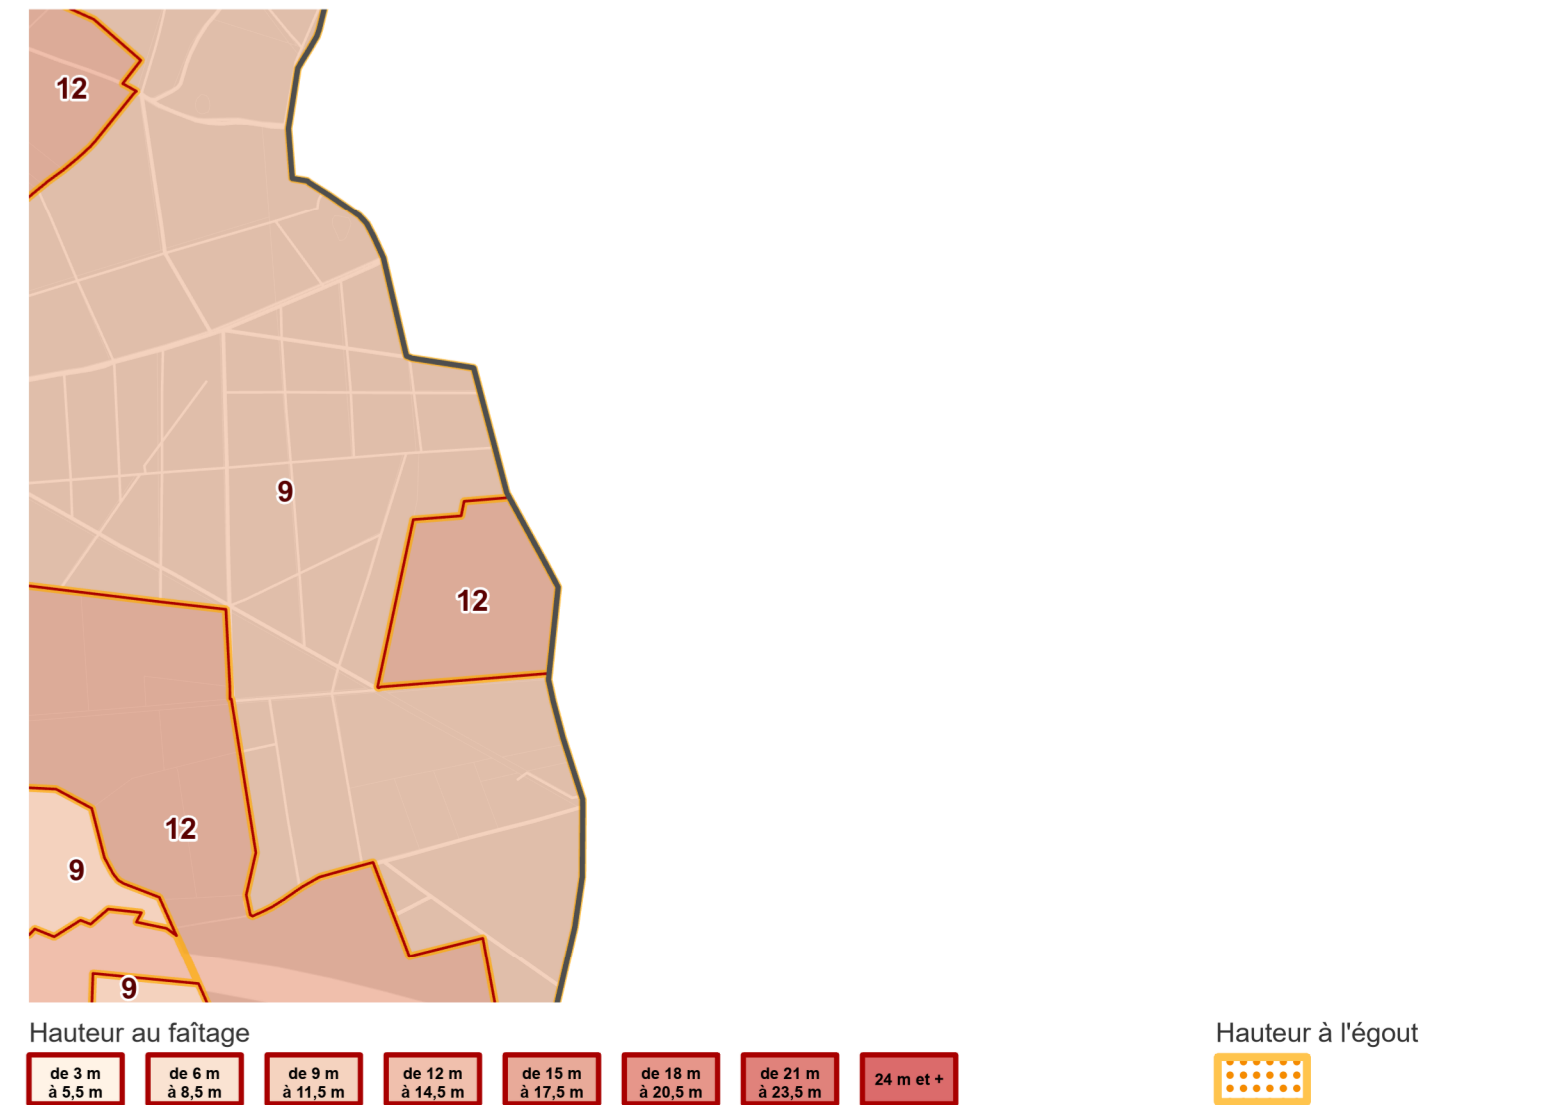 12
9
12
12
9
9
Hauteur au faîtage
Hauteur à l'égout
de 3 m
à 5,5 m
de 6 m
à 8,5 m
de 9 m
à 11,5 m
de 12 m
à 14,5 m
de 15 m
à 17,5 m
de 18 m
à 20,5 m
de 21 m
à 23,5 m
24 m et +